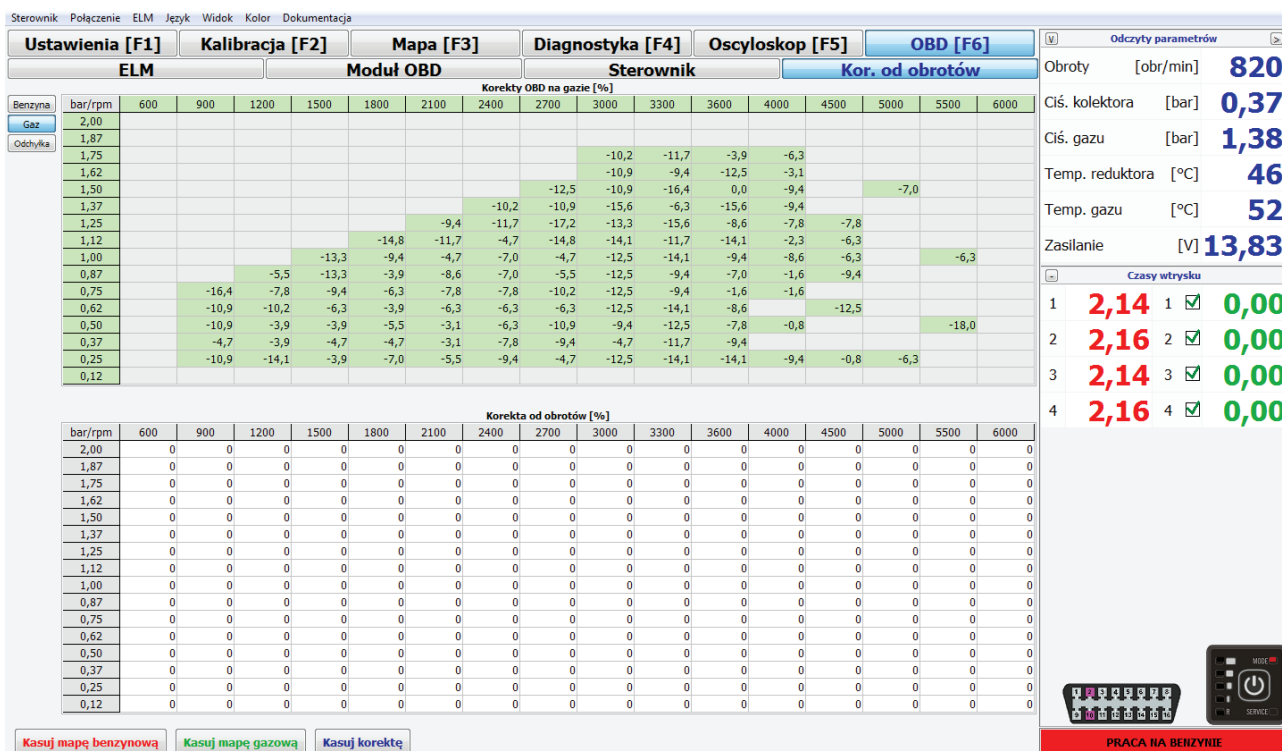 Sterownik Połączenie ELM Język Widok Kolor Dokumentacja
Ustawienia [F1] Kalibracja [F2] Mapa [F3] Diagnostyka [F4] Oscyloskop [F5] OBD [F6]
ELM Moduł OBD Sterownik Kor. od obrotów
Korekty OBD na gazie [%]
Benzyna
Gaz
Odchyłka
bar/rpm 600 900 1200 1500 1800 2100 2400 2700 3000 3300 3600 4000 4500 5000 5500 6000
2,00
1,87
1,75 -10,2 -11,7 -3,9 -6,3
1,62 -10,9 -9,4 -12,5 -3,1
1,50 -12,5 -10,9 -16,4 0,0 -9,4 -7,0
1,37 -10,2 -10,9 -15,6 -6,3 -15,6 -9,4
1,25 -9,4 -11,7 -17,2 -13,3 -15,6 -8,6 -7,8 -7,8
1,12 -14,8 -11,7 -4,7 -14,8 -14,1 -11,7 -14,1 -2,3 -6,3
1,00 -13,3 -9,4 -4,7 -7,0 -4,7 -12,5 -14,1 -9,4 -8,6 -6,3 -6,3
0,87 -5,5 -13,3 -3,9 -8,6 -7,0 -5,5 -12,5 -9,4 -7,0 -1,6 -9,4
0,75 -16,4 -7,8 -9,4 -6,3 -7,8 -7,8 -10,2 -12,5 -9,4 -1,6 -1,6
0,62 -10,9 -10,2 -6,3 -3,9 -6,3 -6,3 -6,3 -12,5 -14,1 -8,6 -12,5
0,50 -10,9 -3,9 -3,9 -5,5 -3,1 -6,3 -10,9 -9,4 -12,5 -7,8 -0,8 -18,0
0,37 -4,7 -3,9 -4,7 -4,7 -3,1 -7,8 -9,4 -4,7 -11,7 -9,4
0,25 -10,9 -14,1 -3,9 -7,0 -5,5 -9,4 -4,7 -12,5 -14,1 -14,1 -9,4 -0,8 -6,3
0,12
Korekta od obrotów [%]
bar/rpm 600 900 1200 1500 1800 2100 2400 2700 3000 3300 3600 4000 4500 5000 5500 6000
2,00 0 0 0 0 0 0 0 0 0 0 0 0 0 0 0 0
1,87 0 0 0 0 0 0 0 0 0 0 0 0 0 0 0 0
1,75 0 0 0 0 0 0 0 0 0 0 0 0 0 0 0 0
1,62 0 0 0 0 0 0 0 0 0 0 0 0 0 0 0 0
1,50 0 0 0 0 0 0 0 0 0 0 0 0 0 0 0 0
1,37 0 0 0 0 0 0 0 0 0 0 0 0 0 0 0 0
1,25 0 0 0 0 0 0 0 0 0 0 0 0 0 0 0 0
1,12 0 0 0 0 0 0 0 0 0 0 0 0 0 0 0 0
1,00 0 0 0 0 0 0 0 0 0 0 0 0 0 0 0 0
0,87 0 0 0 0 0 0 0 0 0 0 0 0 0 0 0 0
0,75 0 0 0 0 0 0 0 0 0 0 0 0 0 0 0 0
0,62 0 0 0 0 0 0 0 0 0 0 0 0 0 0 0 0
0,50 0 0 0 0 0 0 0 0 0 0 0 0 0 0 0 0
0,37 0 0 0 0 0 0 0 0 0 0 0 0 0 0 0 0
0,25 0 0 0 0 0 0 0 0 0 0 0 0 0 0 0 0
0,12 0 0 0 0 0 0 0 0 0 0 0 0 0 0 0 0
Kasuj mapę benzynową Kasuj mapę gazową Kasuj korektę
V Odczyty parametrów >
Obroty [obr/min] 820
Ciś. kolektora [bar] 0,37
Ciś. gazu [bar] 1,38
Temp. reduktora [°C] 46
Temp. gazu [°C] 52
Zasilanie [V] 13,83
- Czasy wtrysku
1 2,14 1 0,00
2 2,16 2 0,00
3 2,14 3 0,00
4 2,16 4 0,00
1 2 3 4 5 6 7 8
9 10 11 12 13 14 15 16
MODE
R SERVICE
PRACA NA BENZYNIE